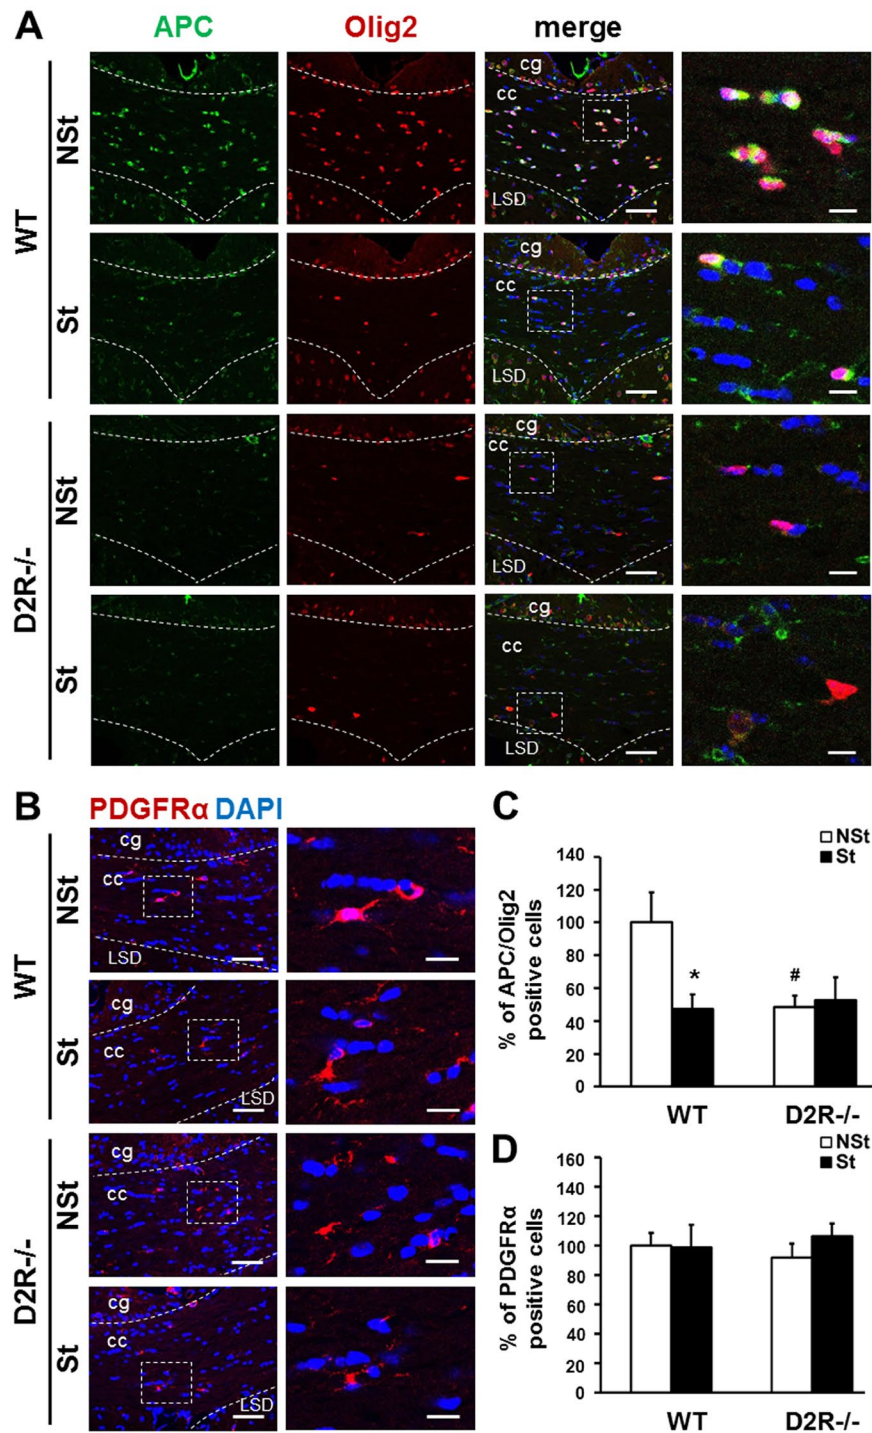 A
APC Olig2 merge
WT
NSt
cg
cc
LSD
St
cg
cc
LSD
D2R-/-
NSt
cg
cc
LSD
St
cg
cc
LSD
B
PDGFRα DAPI
WT
NSt
cg
cc
LSD
St
cg
cc
LSD
D2R-/-
NSt
cg
cc
St
cg
cc
LSD
C
NSt
St
% of APC/Olig2
positive cells
140
120
100
80
60
40
20
0
*
#
WT D2R-/-
D
NSt
St
% of PDGFRα
positive cells
160
140
120
100
80
60
40
20
0
WT D2R-/-